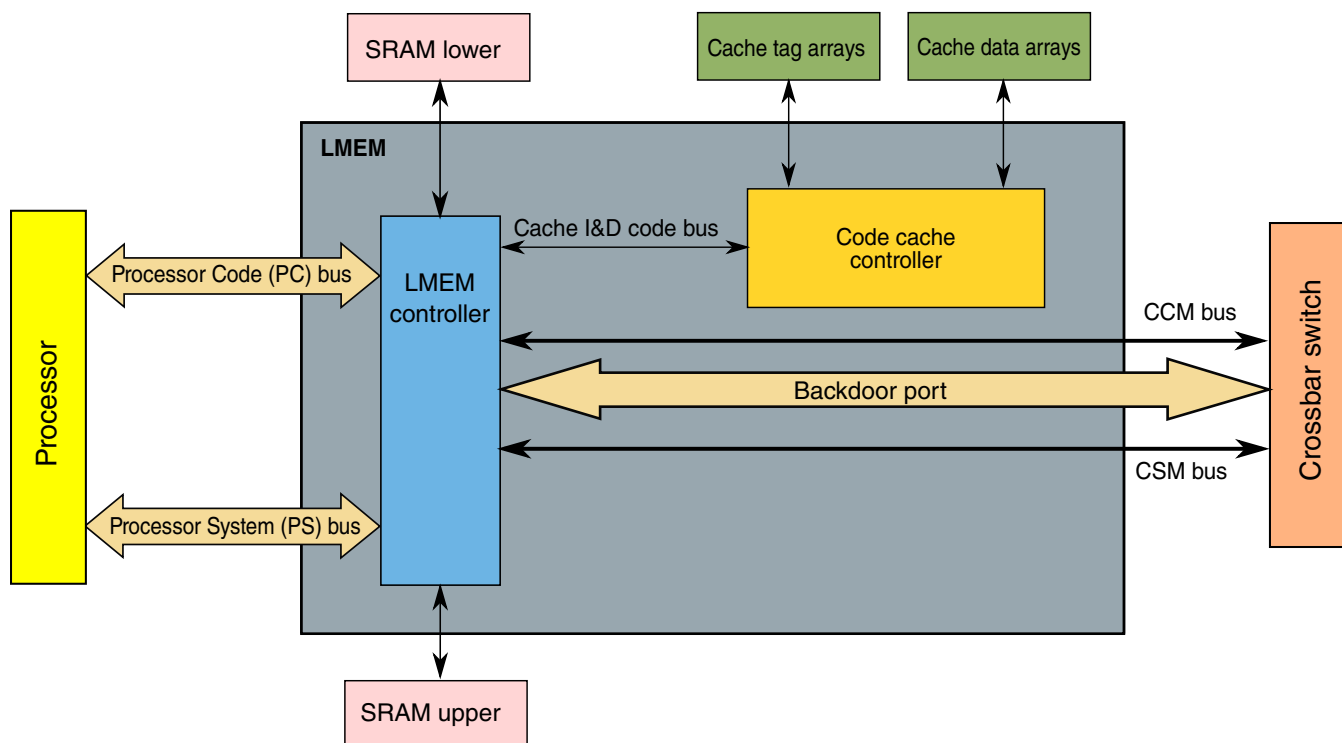 SRAM lower
Cache tag arrays
Cache data arrays
LMEM
Cache I&D code bus
Code cache
controller
Processor Code (PC) bus
LMEM
controller
CCM bus
Processor
Backdoor port
Crossbar switch
CSM bus
Processor System (PS) bus
SRAM upper